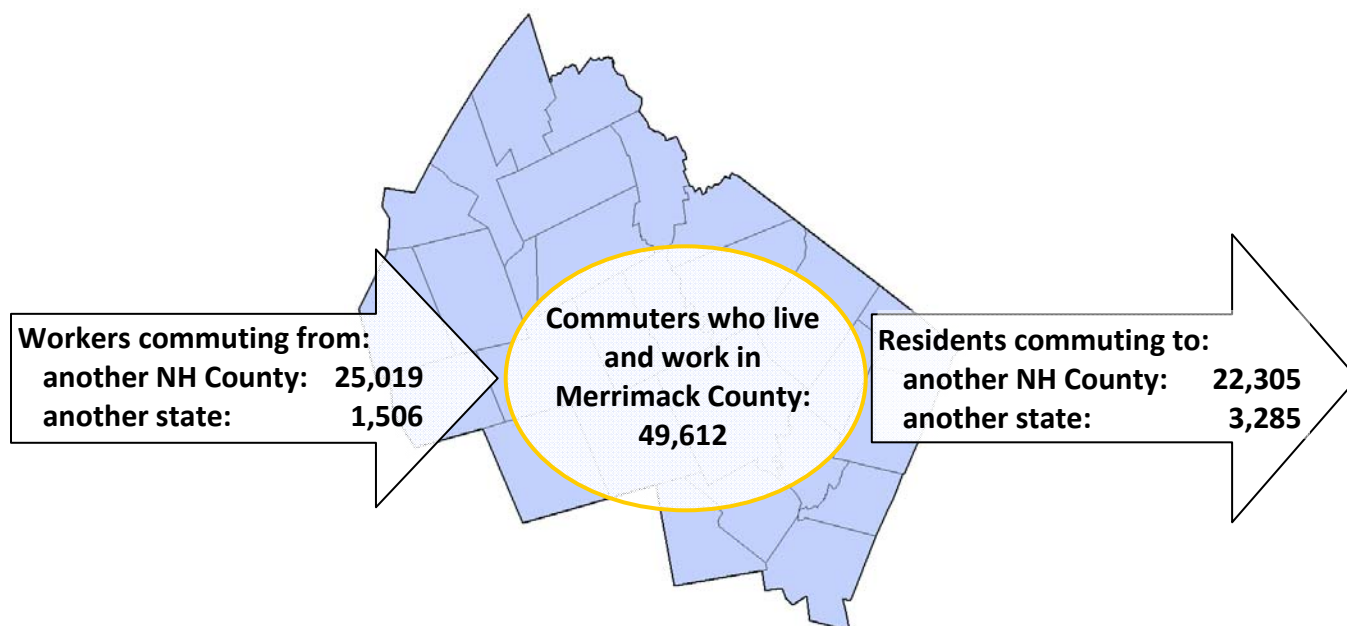 Workers commuting from:
another NH County: 25,019
another state: 1,506
Commuters who live
and work in
Merrimack County:
49,612
Residents commuting to:
another NH County: 22,305
another state: 3,285